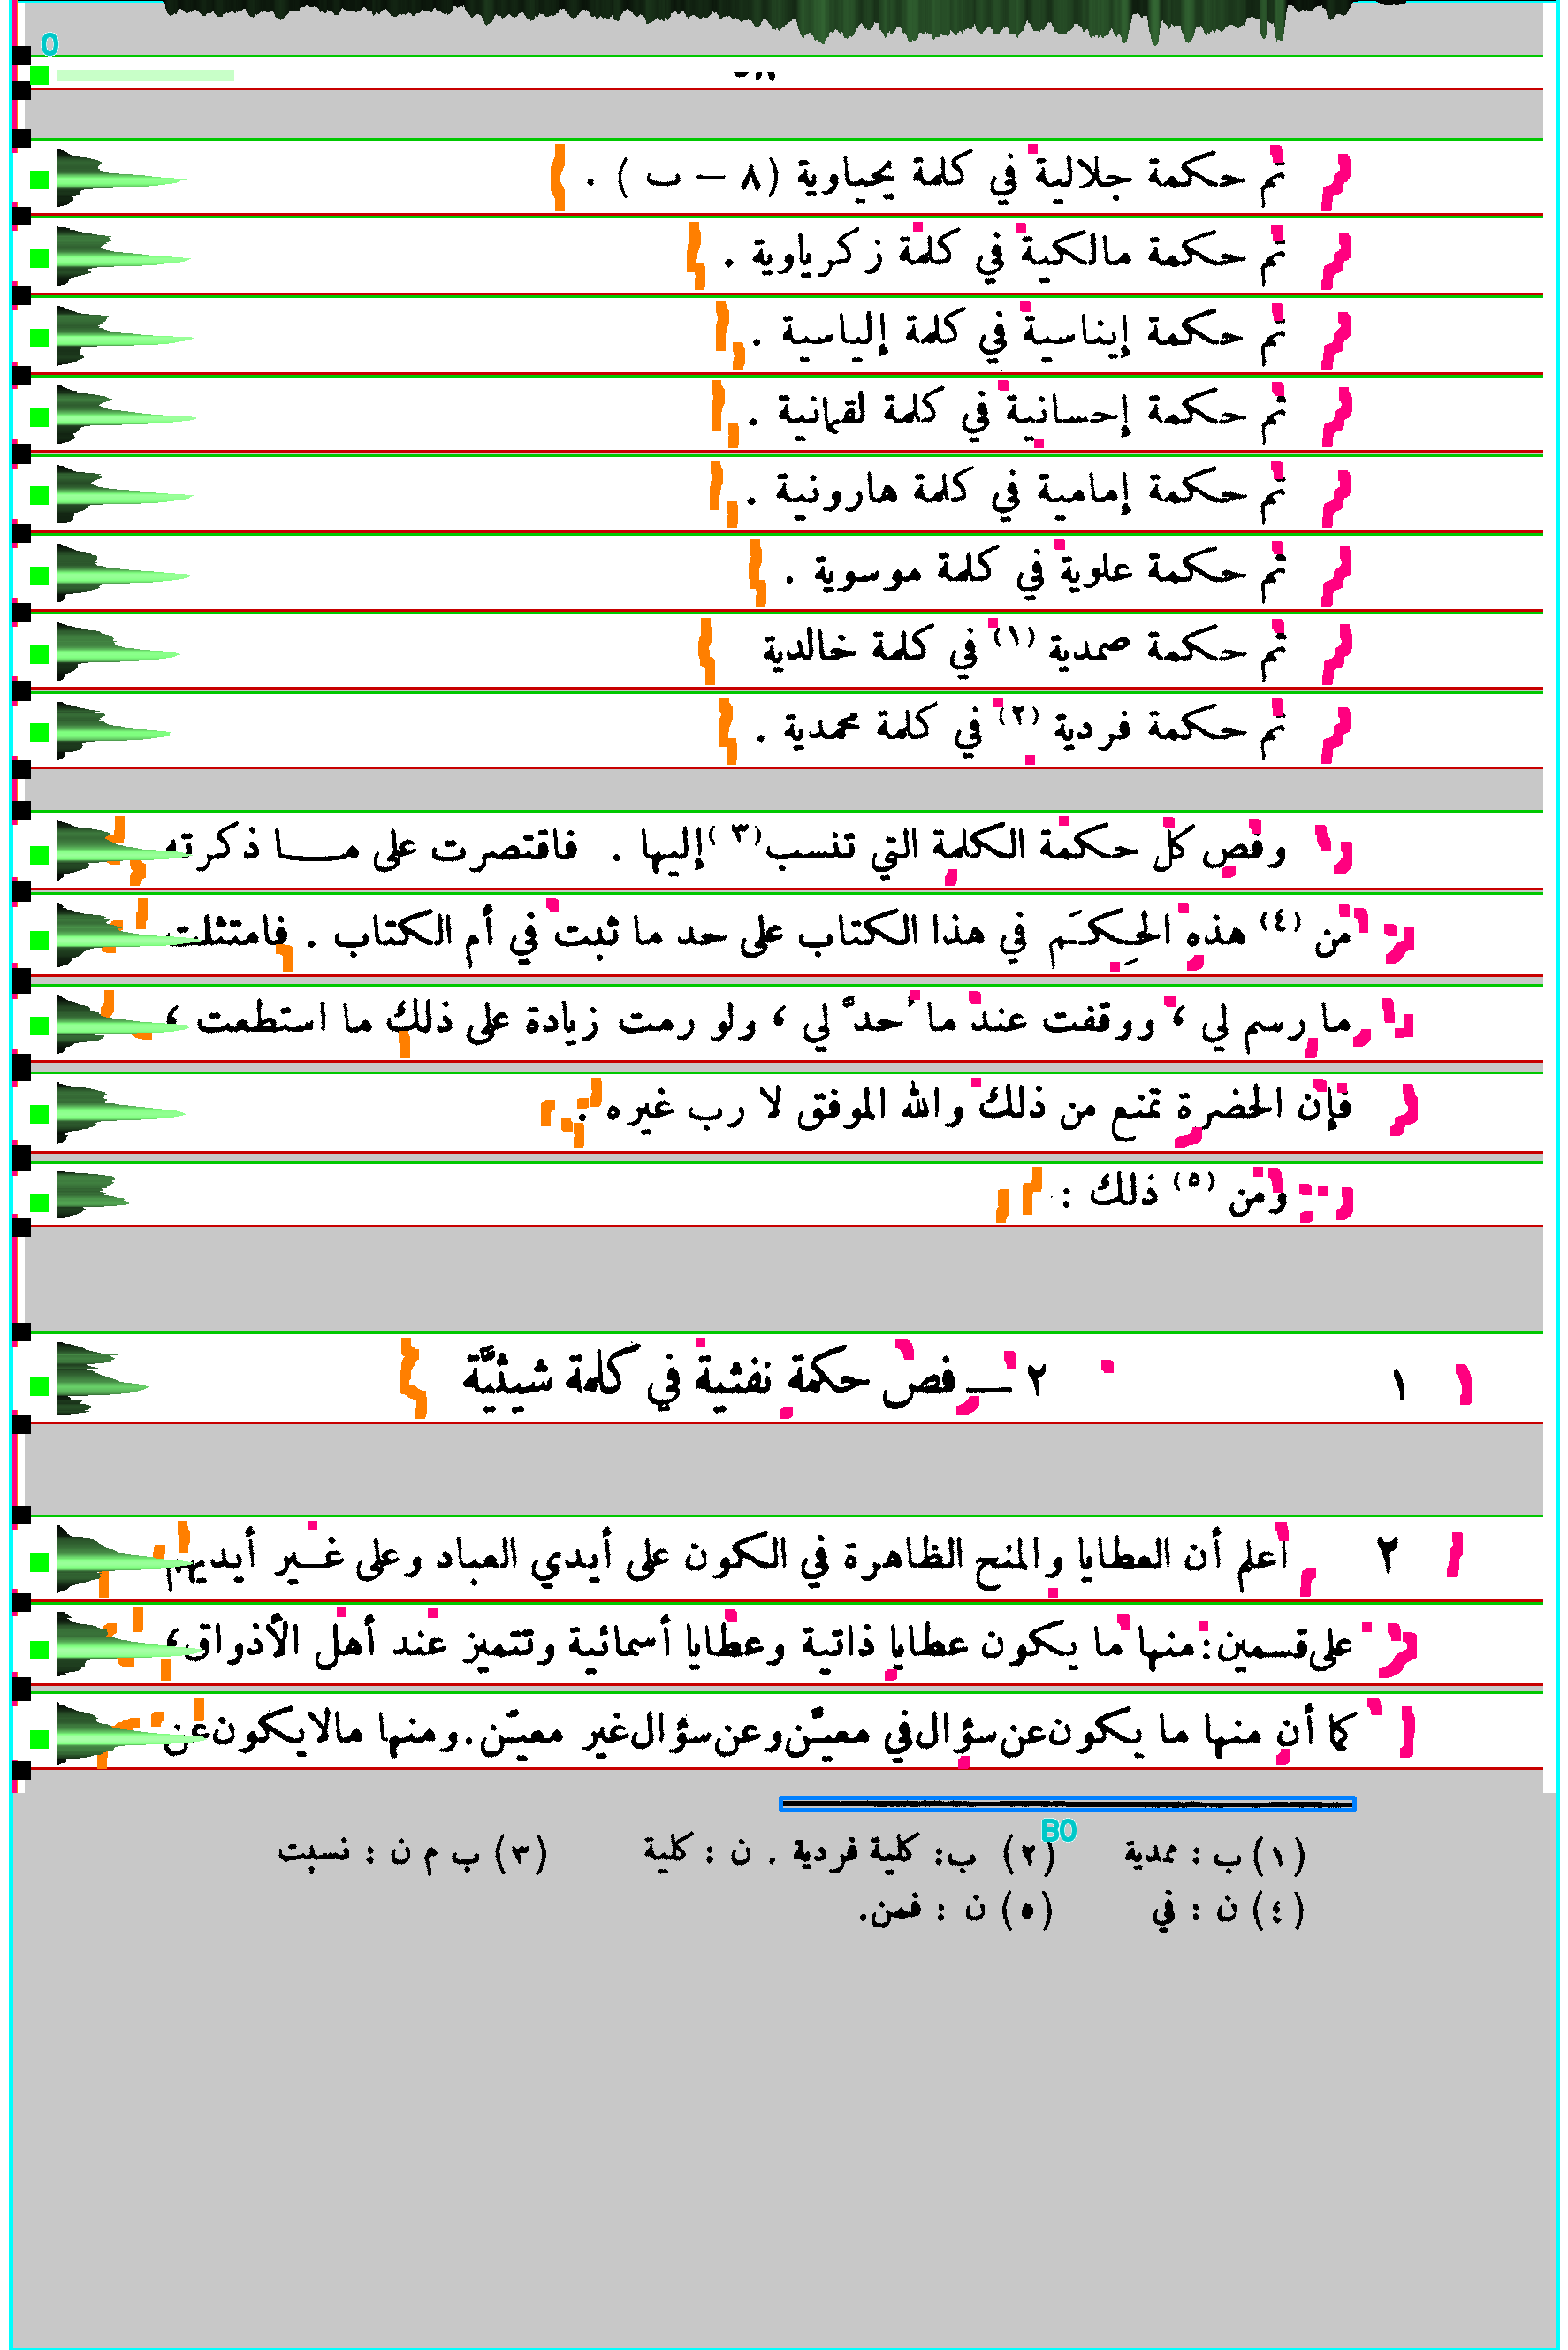 ثم حكمة جلالية في كلمة يحياوية (٨ – ب) .
ثم حكمة مالكية في كلمة زكرياوية .
ثم حكمة إيناسية في كلمة إلياسية .
ثم حكمة إحسانية في كلمة لقمانية .
ثم حكمة إمامية في كلمة هارونية .
ثم حكمة علوية في كلمة موسوية .
ثم حكمة صمدية (١) في كلمة خالدية
ثم حكمة فردية (٢) في كلمة محمدية .
وفص كل حكمة الكلمة التي تنسب (٣) إليها . فاقتصرت على مـــا ذكرته
من (٤) هذه الحِكَم في هذا الكتاب على حد ما ثبت في أم الكتاب . فامتثلت
ما رسم لي ، ووقفت عند ما حُدَّ لي ، ولو رمت زيادة على ذلك ما استطعت ،
فإن الحضرة تمنع من ذلك والله الموفق لا رب غيره .
ومن (٥) ذلك :
١ ٢ – فص حكمة نفثية في كلمة شيثيَّة
٢ أعلم أن العطايا والمنح الظاهرة في الكون على أيدي العباد وعلى غـير أيديهم
على قسمين: منها ما يكون عطايا ذاتية وعطايا أسمائية وتتميز عند أهل الأذواق،
كما أن منها ما يكون عن سؤال في معيَّن وعن سؤال غير معيّن. ومنها ما لا يكون عن
(١) ب : ممدية (٢) ب: كلية فردية . ن : كلية (٣) ب م ن : نسبت
(٤) ن : في (٥) ن : فمن.